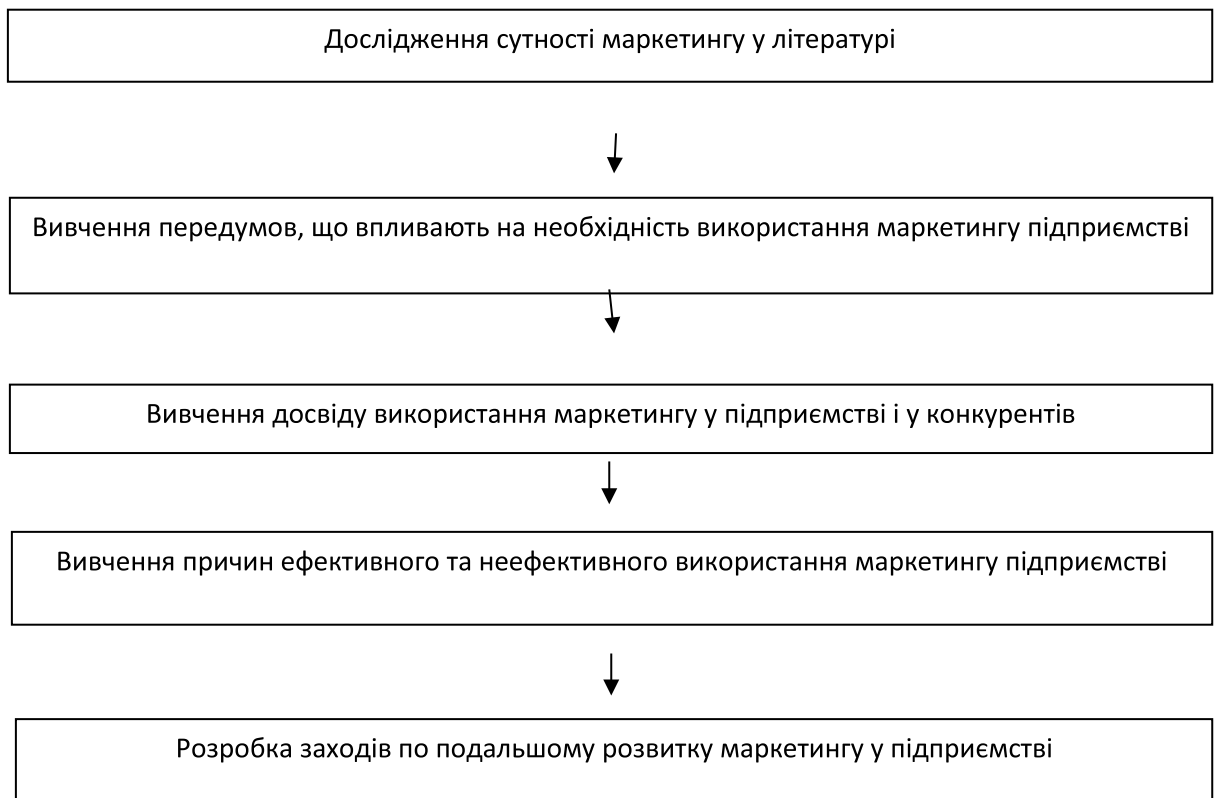 Дослідження сутності маркетингу у літературі
Вивчення передумов, що впливають на необхідність використання маркетингу підприємстві
Вивчення досвіду використання маркетингу у підприємстві і у конкурентів
Вивчення причин ефективного та неефективного використання маркетингу підприємстві
Розробка заходів по подальшому розвитку маркетингу у підприємстві